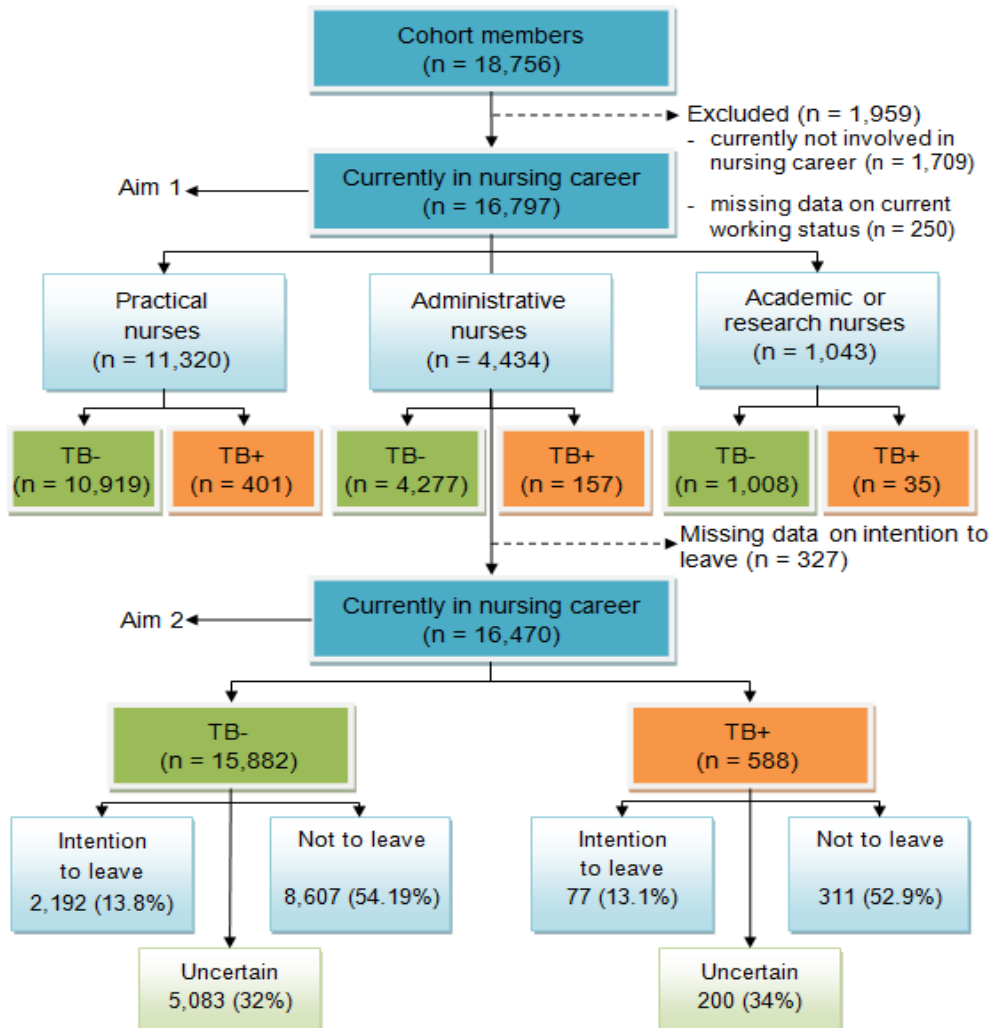 Cohort members
(n = 18,756)
Excluded (n = 1,959)
- currently not involved in
nursing career (n = 1,709)
- missing data on current
working status (n = 250)
Aim 1
Currently in nursing career
(n = 16,797)
Practical
nurses
(n = 11,320)
Administrative
nurses
(n = 4,434)
Academic or
research nurses
(n = 1,043)
TB-
(n = 10,919)
TB+
(n = 401)
TB-
(n = 4,277)
TB+
(n = 157)
TB-
(n = 1,008)
TB+
(n = 35)
Missing data on intention to
leave (n = 327)
Aim 2
Currently in nursing career
(n = 16,470)
TB-
(n = 15,882)
TB+
(n = 588)
Intention
to leave
2,192 (13.8%)
Not to leave
8,607 (54.19%)
Intention
to leave
77 (13.1%)
Not to leave
311 (52.9%)
Uncertain
5,083 (32%)
Uncertain
200 (34%)